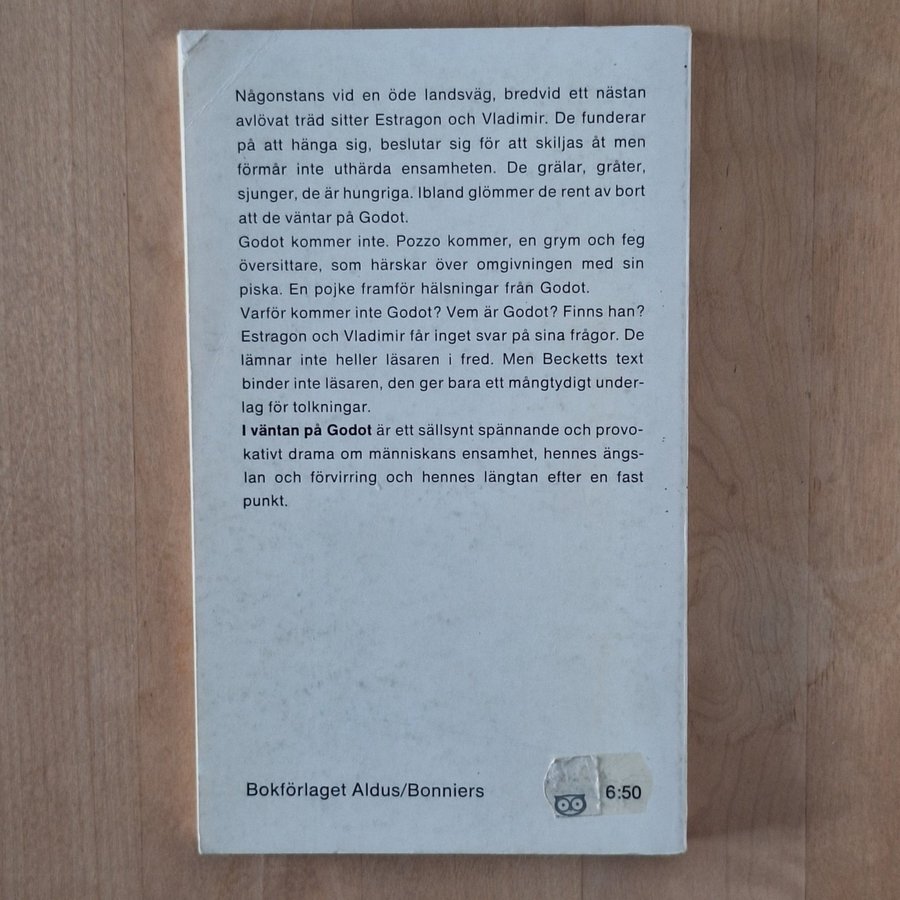 Någonstans vid en öde landsväg, bredvid ett nästan
avlövat träd sitter Estragon och Vladimir. De funderar
på att hänga sig, beslutar sig för att skiljas åt men
förmår inte uthärda ensamheten. De grälar, gråter,
sjunger, de är hungriga. Ibland glömmer de rent av bort
att de väntar på Godot.
Godot kommer inte. Pozzo kommer, en grym och feg
översittare, som härskar över omgivningen med sin
piska. En pojke framför hälsningar från Godot.
Varför kommer inte Godot? Vem är Godot? Finns han?
Estragon och Vladimir får inget svar på sina frågor. De
lämnar inte heller läsaren i fred. Men Becketts text
binder inte läsaren, den ger bara ett mångtydigt under-
lag för tolkningar.
I väntan på Godot är ett sällsynt spännande och provo-
kativt drama om människans ensamhet, hennes ängs-
lan och förvirring och hennes längtan efter en fast
punkt.
Bokförlaget Aldus/Bonniers
6:50